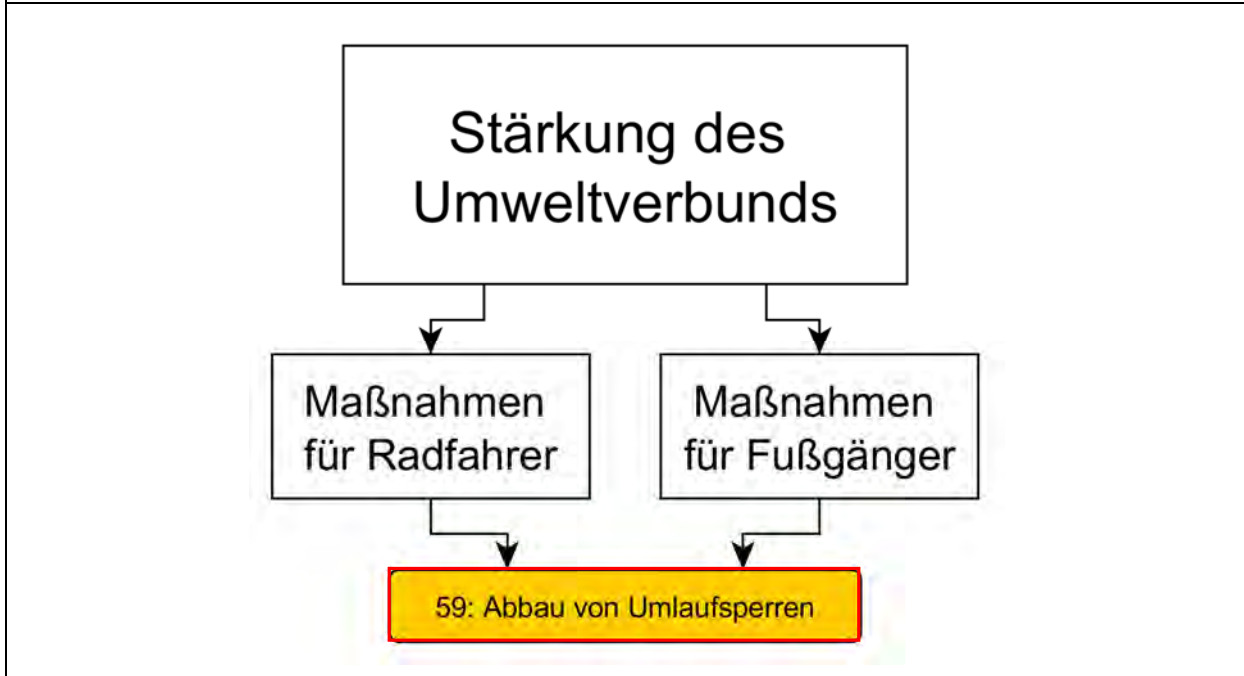 Stärkung des
Umweltverbunds
Maßnahmen
für Radfahrer
Maßnahmen
für Fußgänger
59: Abbau von Umlaufsperren